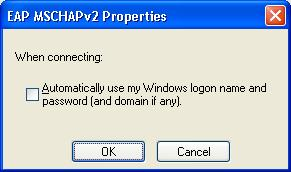 EAP MSCHAPv2 Properties
When connecting:
Automatically use my Windows logon name and
password (and domain if any).
OK
Cancel